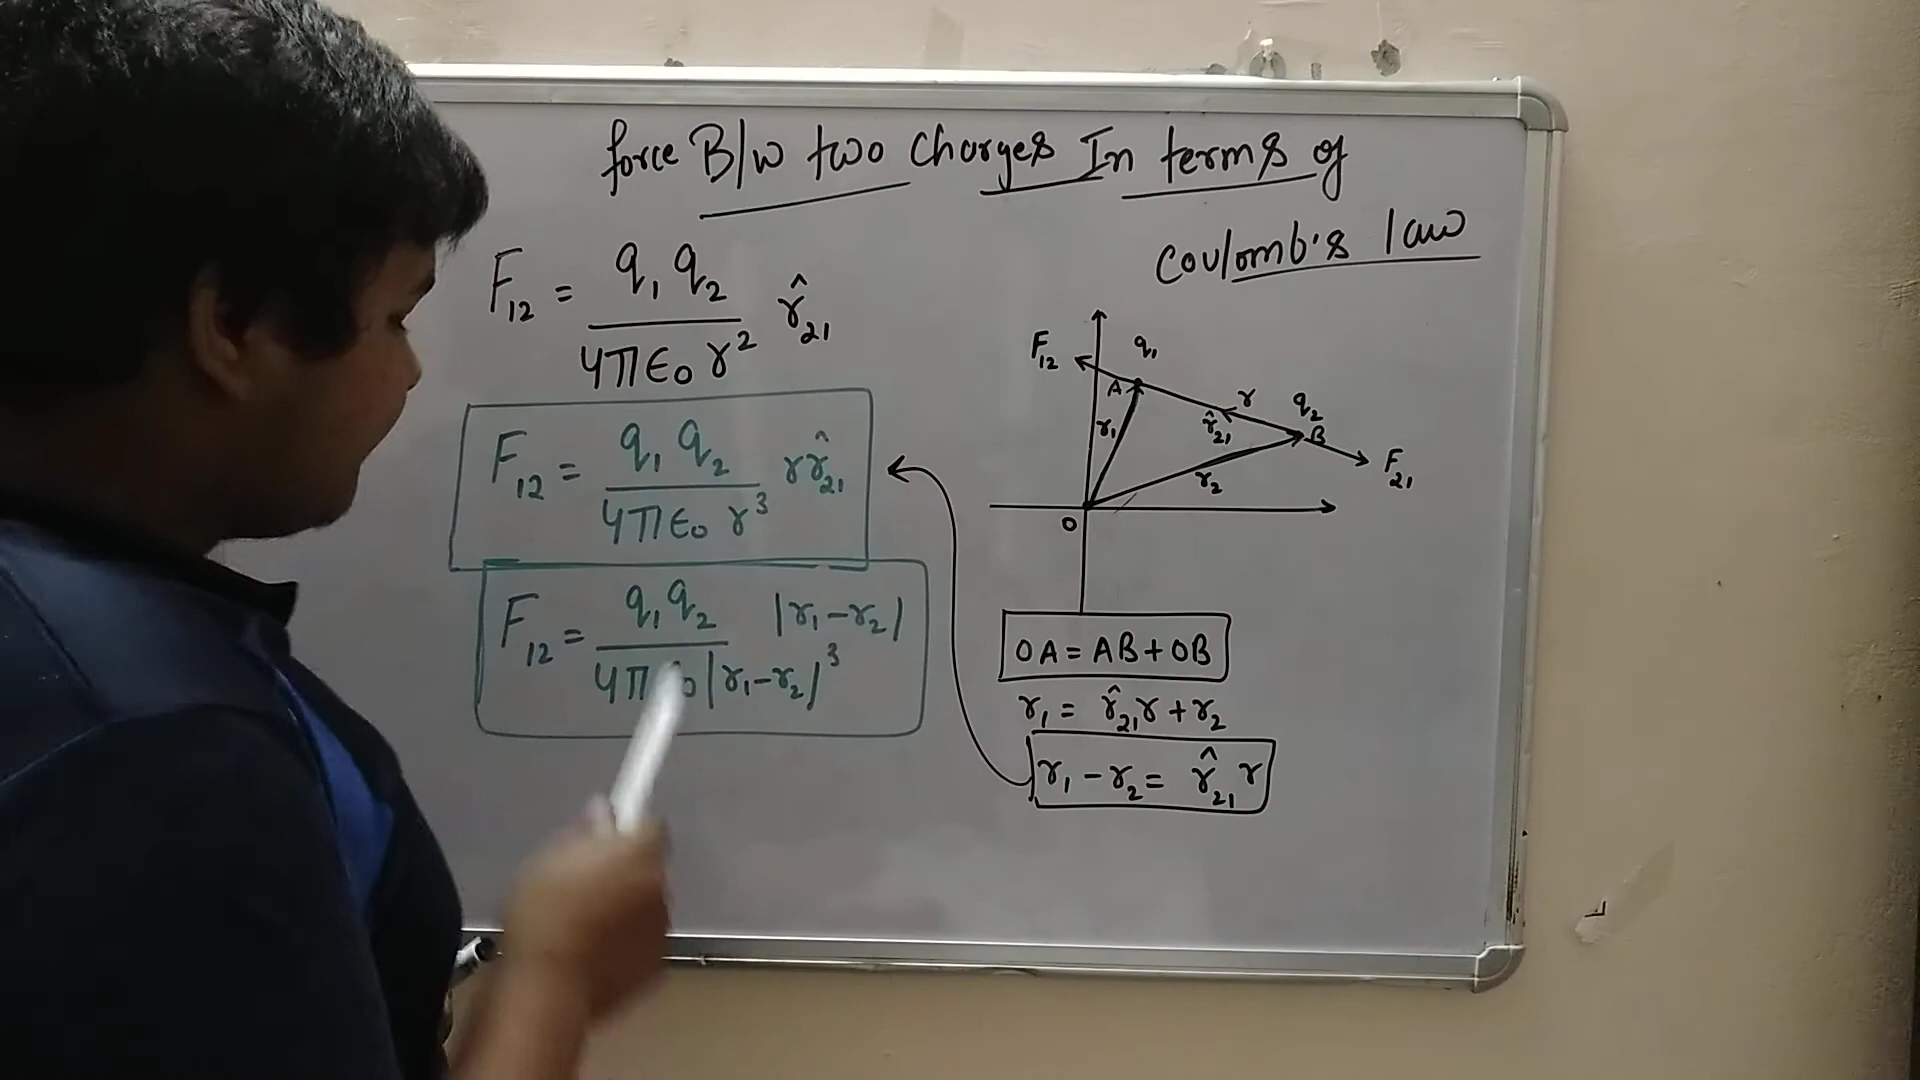 force B/w two Charges In terms of
Coulomb's law
F₁₂ = q₁ q₂ / 4πε₀ r² r̂₂₁
F₁₂ = q₁ q₂ / 4πε₀ r³ r r̂₂₁
F₁₂ = q₁ q₂ / 4πε₀ |r₁-r₂|³ |r₁-r₂|
F₁₂
q₁
A
r
r̂₂₁
q₂
B
r₁
r₂
F₂₁
O
OA = AB + OB
r₁ = r̂₂₁ r + r₂
r₁ - r₂ = r̂₂₁ r